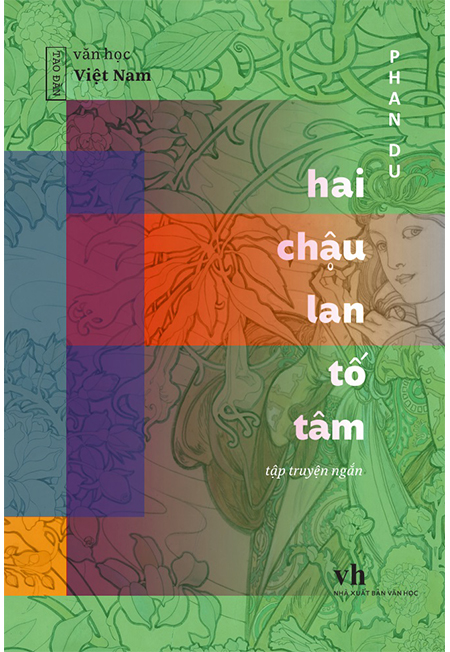 TAO ĐÀN
văn học
Việt Nam
PHAN DU
hai
chậu
lan
tố
tâm
tập truyện ngắn
vh
NHÀ XUẤT BẢN VĂN HỌC